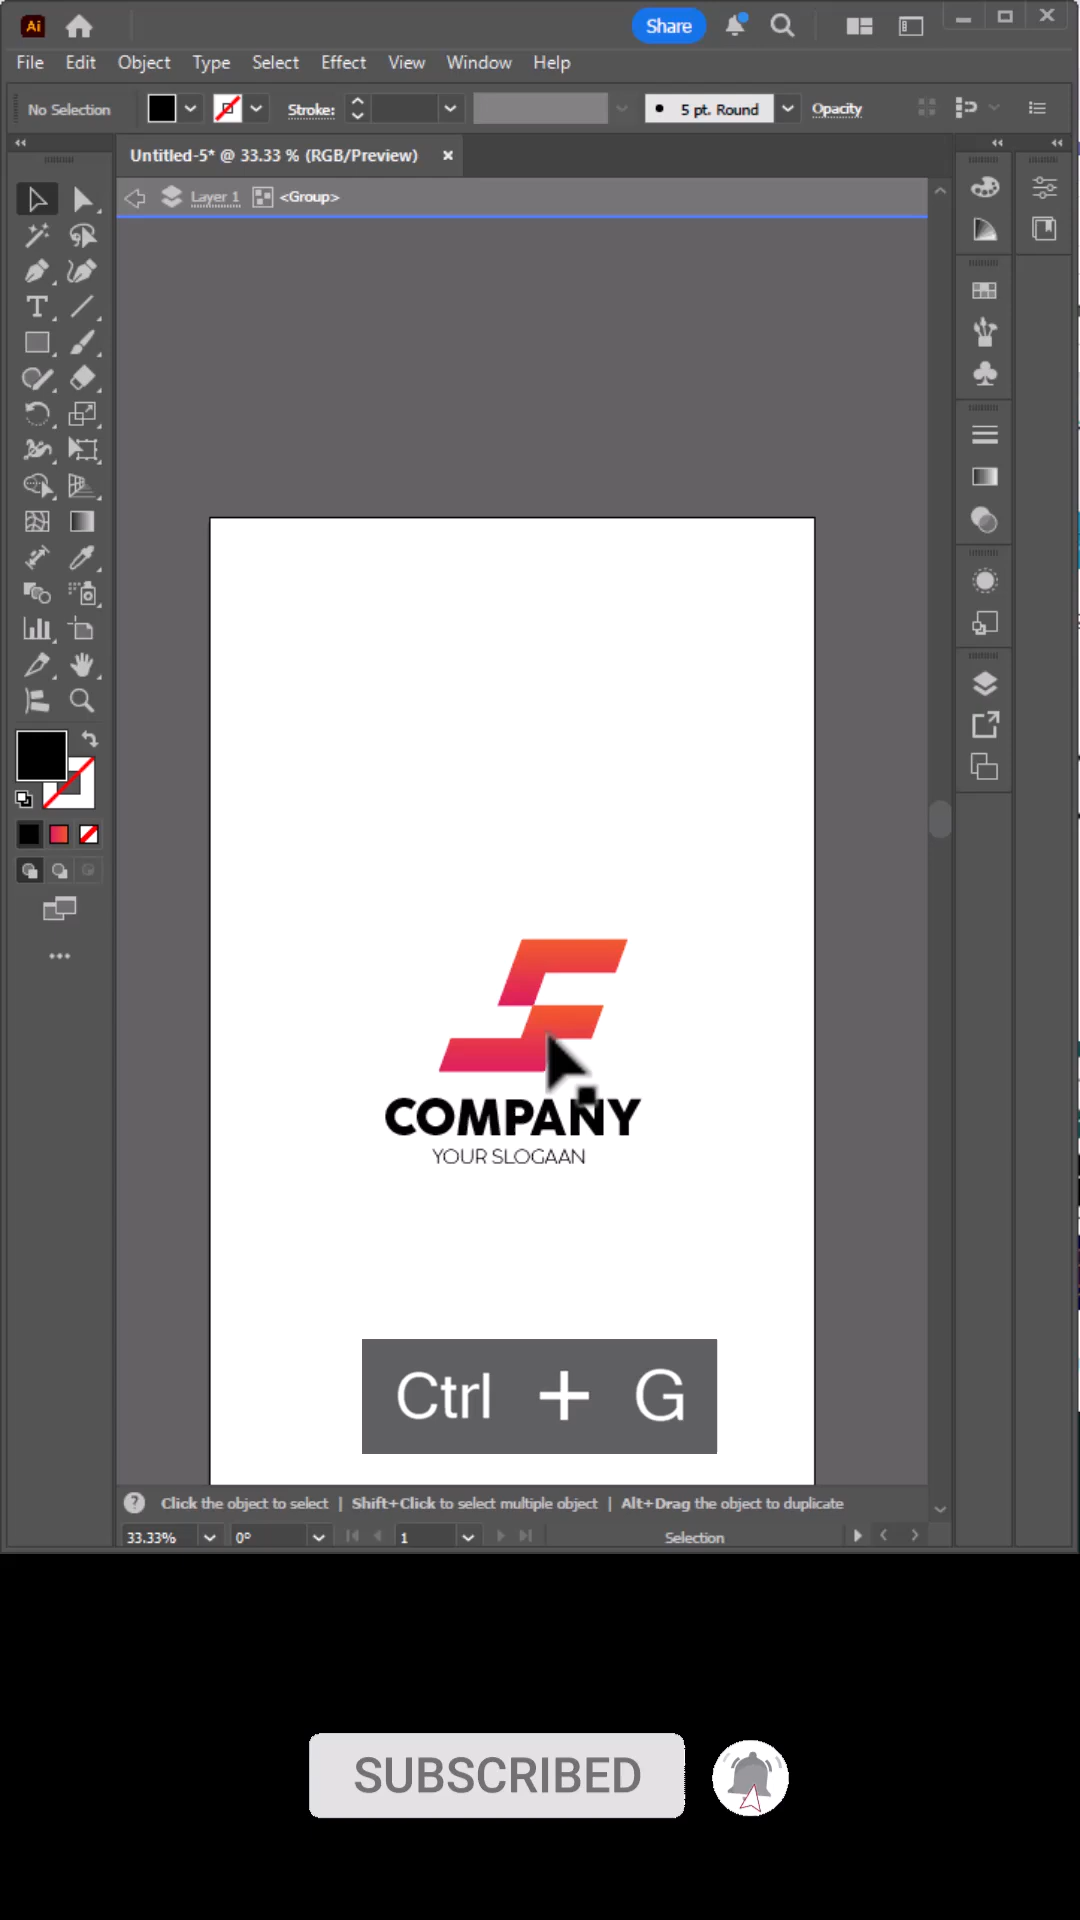 Ai
Share
File Edit Object Type Select Effect View Window Help
No Selection Stroke: 5 pt. Round Opacity
Untitled-5* @ 33.33 % (RGB/Preview) ×
Layer 1 <Group>
COMPANY
YOUR SLOGAAN
Ctrl + G
Click the object to select | Shift+Click to select multiple object | Alt+Drag the object to duplicate
33.33% 0° 1 Selection
SUBSCRIBED